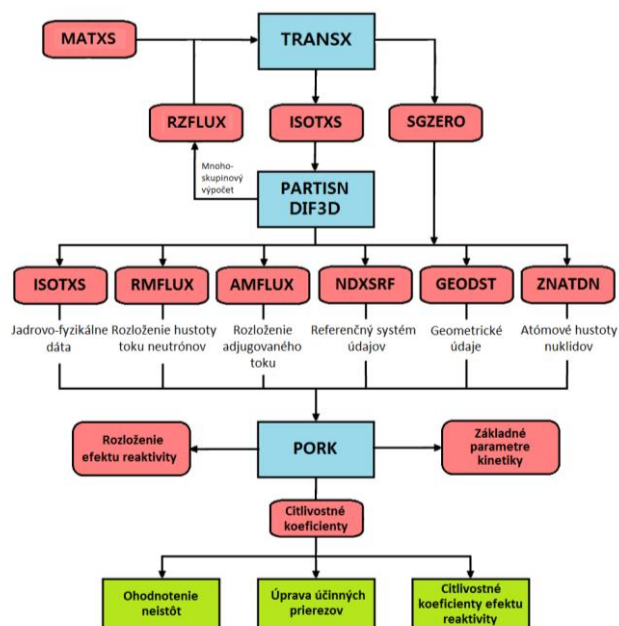 MATXS
TRANSX
RZFLUX
ISOTXS
SGZERO
Mnoho-
skupinový
výpočet
PARTISN
DIF3D
ISOTXS
RMFLUX
AMFLUX
NDXSRF
GEODST
ZNATDN
Jadrovo-fyzikálne
dáta
Rozloženie hustoty
toku neutrónov
Rozloženie
adjugovaného
toku
Referenčný systém
údajov
Geometrické
údaje
Atómové hustoty
nuklidov
Rozloženie
efektu reaktivity
PORK
Základné
parametre
kinetiky
Citlivostné
koeficienty
Ohodnotenie
neistôt
Úprava účinných
prierezov
Citlivostné
koeficienty efektu
reaktivity